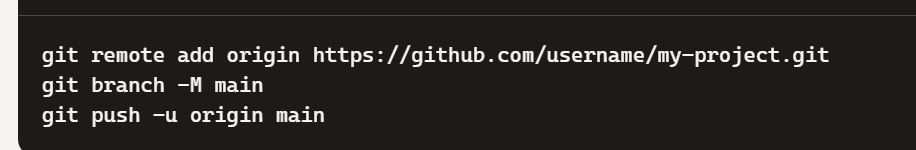 git remote add origin https://github.com/username/my-project.git
git branch -M main
git push -u origin main